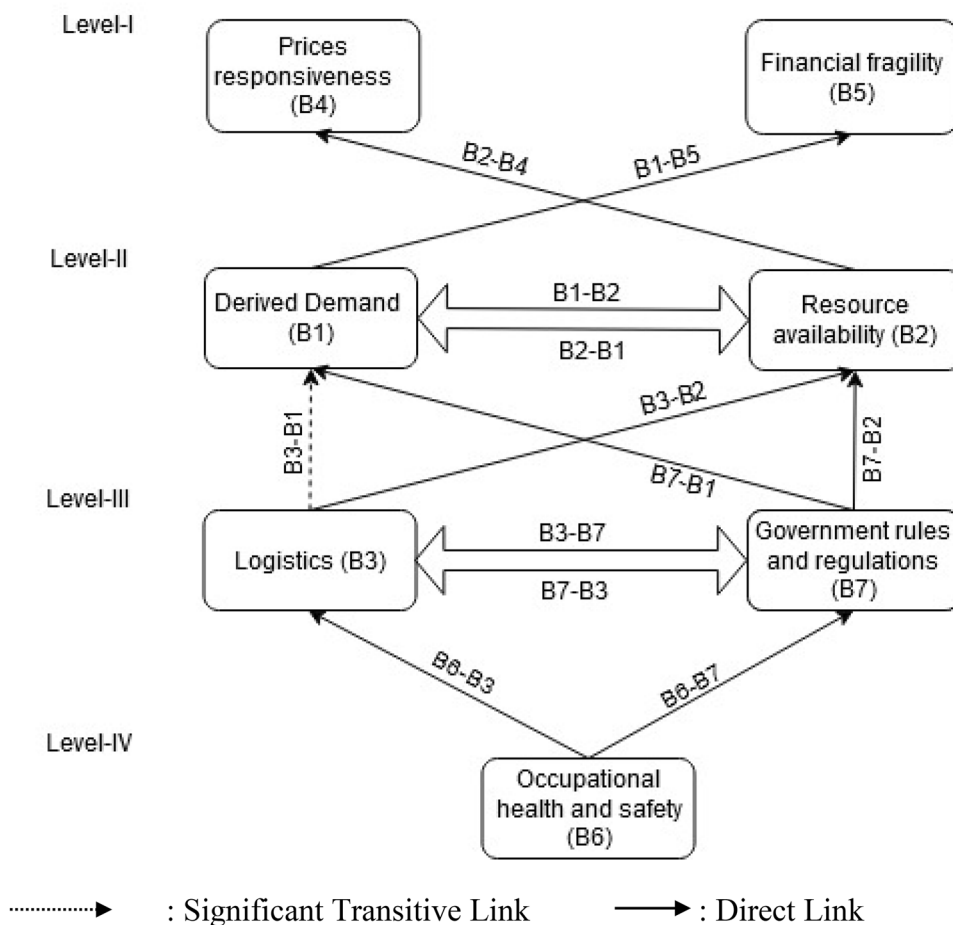 Level-I
Prices
responsiveness
(B4)
Financial fragility
(B5)
B2-B4
B1-B5
Level-II
Derived Demand
(B1)
B1-B2
B2-B1
Resource
availability (B2)
B3-B1
B3-B2
B7-B1
B7-B2
Level-III
Logistics (B3)
B3-B7
B7-B3
Government rules
and regulations
(B7)
B6-B3
B6-B7
Level-IV
Occupational
health and safety
(B6)
: Significant Transitive Link
: Direct Link